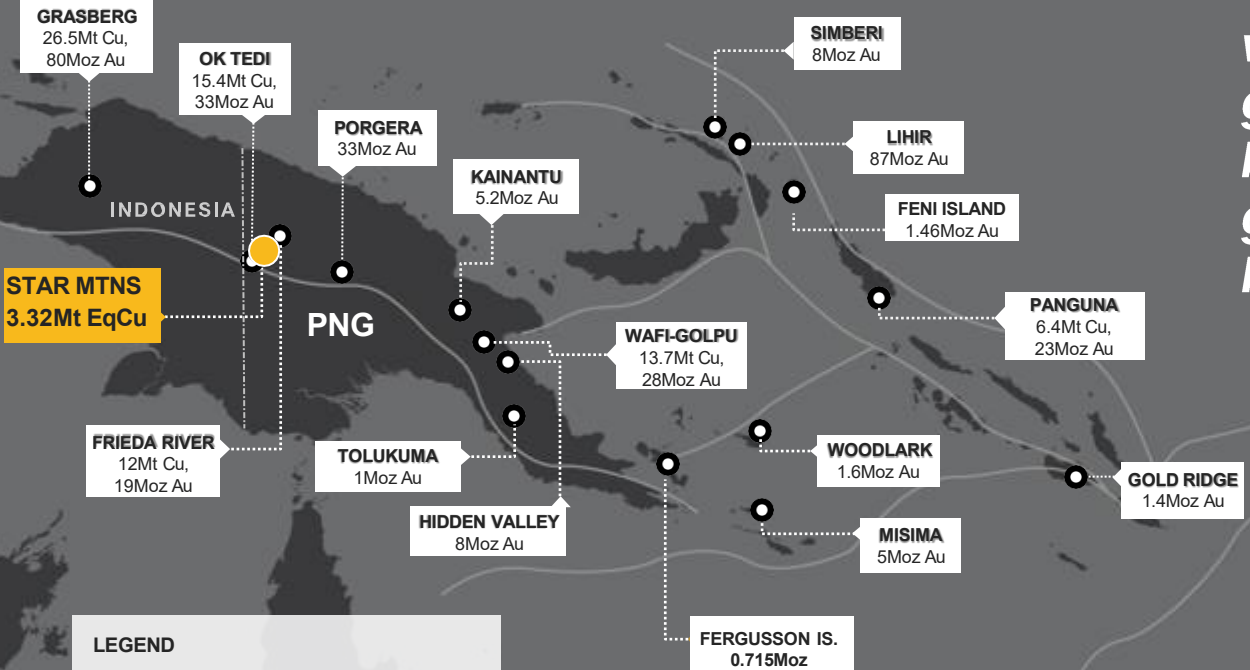 GRASBERG
26.5Mt Cu,
80Moz Au
OK TEDI
15.4Mt Cu,
33Moz Au
PORGERA
33Moz Au
KAINANTU
5.2Moz Au
SIMBERI
8Moz Au
LIHIR
87Moz Au
FENI ISLAND
1.46Moz Au
INDONESIA
STAR MTNS
3.32Mt EqCu
PNG
WAFI-GOLPU
13.7Mt Cu,
28Moz Au
PANGUNA
6.4Mt Cu,
23Moz Au
FRIEDA RIVER
12Mt Cu,
19Moz Au
TOLUKUMA
1Moz Au
HIDDEN VALLEY
8Moz Au
WOODLARK
1.6Moz Au
GOLD RIDGE
1.4Moz Au
MISIMA
5Moz Au
FERGUSSON IS.
0.715Moz
LEGEND